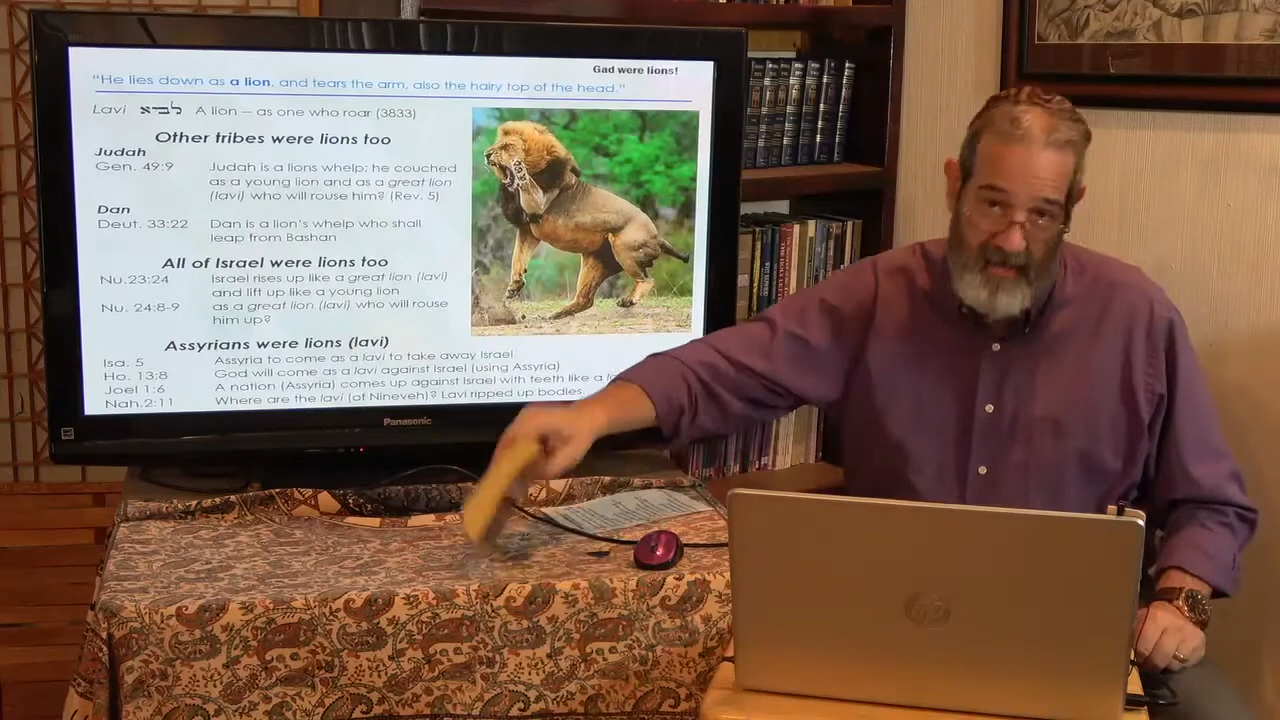 Gad were lions!
"He lies down as a lion, and tears the arm, also the hairy top of the head."
Lavi לביא A lion – as one who roar (3833)
Other tribes were lions too
Judah
Gen. 49:9 Judah is a lions whelp; he couched
as a young lion and as a great lion
(lavi) who will rouse him? (Rev. 5)
Dan
Deut. 33:22 Dan is a lion's whelp who shall
leap from Bashan
All of Israel were lions too
Nu.23:24 Israel rises up like a great lion (lavi)
and lift up like a young lion
Nu. 24:8-9 as a great lion (lavi) who will rouse
him up?
Assyrians were lions (lavi)
Isa. 5 Assyria to come as a lavi to take away Israel
Ho. 13:8 God will come as a lavi against Israel (using Assyria)
Joel 1:6 A nation (Assyria) comes up against Israel with teeth like a
Nah.2:11 Where are the lavi (of Nineveh)? Lavi ripped up bodies.
Panasonic
hp